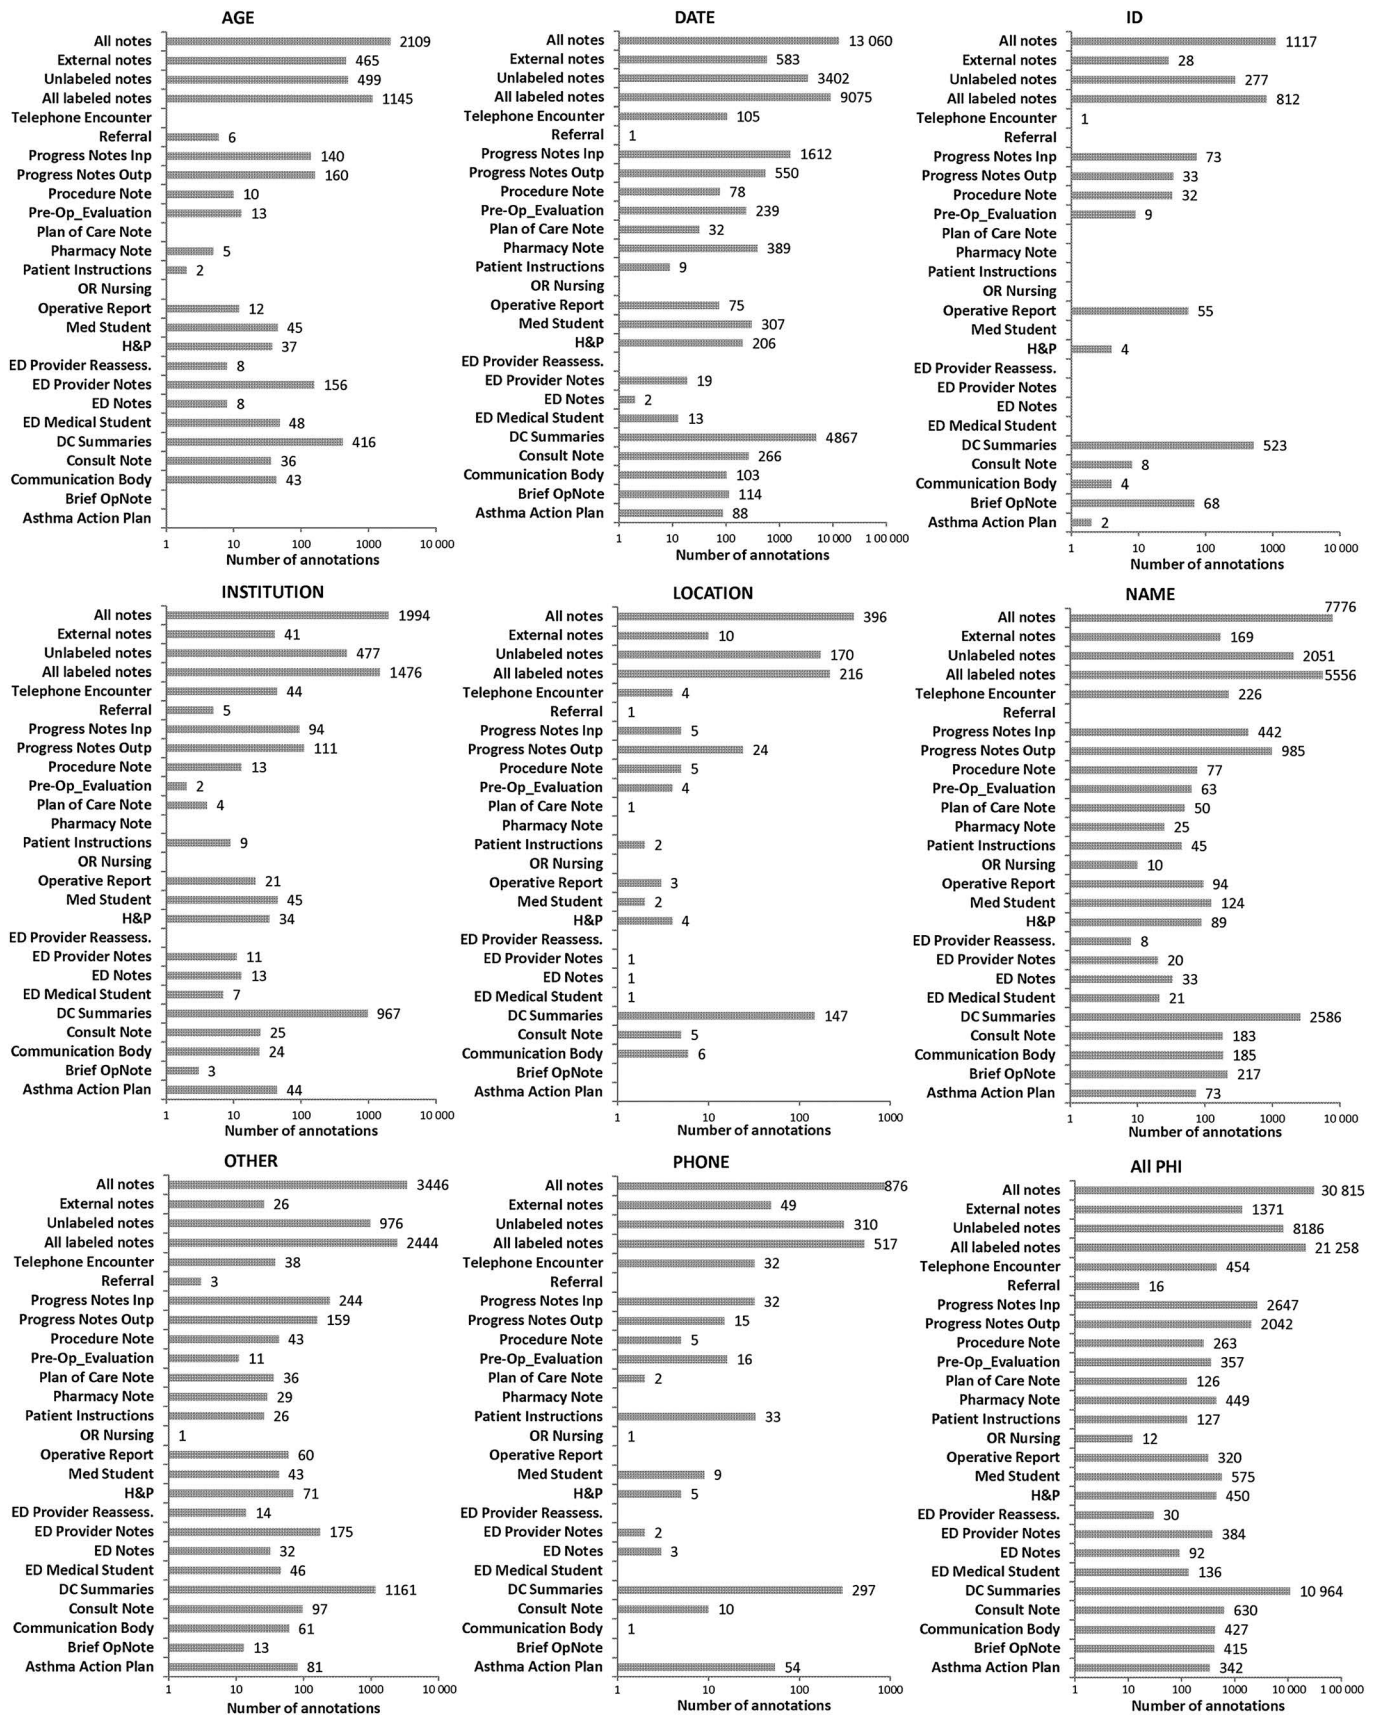 AGE
All notes 2109
External notes 465
Unlabeled notes 499
All labeled notes 1145
Telephone Encounter
Referral 6
Progress Notes Inp 140
Progress Notes Outp 160
Procedure Note 10
Pre-Op_Evaluation 13
Plan of Care Note
Pharmacy Note 5
Patient Instructions 2
OR Nursing
Operative Report 12
Med Student 45
H&P 37
ED Provider Reassess. 8
ED Provider Notes 156
ED Notes 8
ED Medical Student 48
DC Summaries 416
Consult Note 36
Communication Body 43
Brief OpNote
Asthma Action Plan
1 10 100 1000 10 000
Number of annotations
DATE
All notes 13 060
External notes 583
Unlabeled notes 3402
All labeled notes 9075
Telephone Encounter 105
Referral 1
Progress Notes Inp 1612
Progress Notes Outp 550
Procedure Note 78
Pre-Op_Evaluation 239
Plan of Care Note 32
Pharmacy Note 389
Patient Instructions 9
OR Nursing
Operative Report 75
Med Student 307
H&P 206
ED Provider Reassess.
ED Provider Notes 19
ED Notes 2
ED Medical Student 13
DC Summaries 4867
Consult Note 266
Communication Body 103
Brief OpNote 114
Asthma Action Plan 88
1 10 100 1000 10 000 1 00 000
Number of annotations
ID
All notes 1117
External notes 28
Unlabeled notes 277
All labeled notes 812
Telephone Encounter 1
Referral
Progress Notes Inp 73
Progress Notes Outp 33
Procedure Note 32
Pre-Op_Evaluation 9
Plan of Care Note
Pharmacy Note
Patient Instructions
OR Nursing
Operative Report 55
Med Student
H&P 4
ED Provider Reassess.
ED Provider Notes
ED Notes
ED Medical Student
DC Summaries 523
Consult Note 8
Communication Body 4
Brief OpNote 68
Asthma Action Plan 2
1 10 100 1000 10 000
Number of annotations
INSTITUTION
All notes 1994
External notes 41
Unlabeled notes 477
All labeled notes 1476
Telephone Encounter 44
Referral 5
Progress Notes Inp 94
Progress Notes Outp 111
Procedure Note 13
Pre-Op_Evaluation 2
Plan of Care Note 4
Pharmacy Note
Patient Instructions 9
OR Nursing
Operative Report 21
Med Student 45
H&P 34
ED Provider Reassess.
ED Provider Notes 11
ED Notes 13
ED Medical Student 7
DC Summaries 967
Consult Note 25
Communication Body 24
Brief OpNote 3
Asthma Action Plan 44
1 10 100 1000 10 000
Number of annotations
LOCATION
All notes 396
External notes 10
Unlabeled notes 170
All labeled notes 216
Telephone Encounter 4
Referral 1
Progress Notes Inp 5
Progress Notes Outp 24
Procedure Note 5
Pre-Op_Evaluation 4
Plan of Care Note 1
Pharmacy Note
Patient Instructions 2
OR Nursing
Operative Report 3
Med Student 2
H&P 4
ED Provider Reassess.
ED Provider Notes 1
ED Notes 1
ED Medical Student 1
DC Summaries 147
Consult Note 5
Communication Body 6
Brief OpNote
Asthma Action Plan
1 10 100 1000
Number of annotations
NAME
All notes 7776
External notes 169
Unlabeled notes 2051
All labeled notes 5556
Telephone Encounter 226
Referral
Progress Notes Inp 442
Progress Notes Outp 985
Procedure Note 77
Pre-Op_Evaluation 63
Plan of Care Note 50
Pharmacy Note 25
Patient Instructions 45
OR Nursing 10
Operative Report 94
Med Student 124
H&P 89
ED Provider Reassess. 8
ED Provider Notes 20
ED Notes 33
ED Medical Student 21
DC Summaries 2586
Consult Note 183
Communication Body 185
Brief OpNote 217
Asthma Action Plan 73
1 10 100 1000 10 000
Number of annotations
OTHER
All notes 3446
External notes 26
Unlabeled notes 976
All labeled notes 2444
Telephone Encounter 38
Referral 3
Progress Notes Inp 244
Progress Notes Outp 159
Procedure Note 43
Pre-Op_Evaluation 11
Plan of Care Note 36
Pharmacy Note 29
Patient Instructions 26
OR Nursing 1
Operative Report 60
Med Student 43
H&P 71
ED Provider Reassess. 14
ED Provider Notes 175
ED Notes 32
ED Medical Student 46
DC Summaries 1161
Consult Note 97
Communication Body 61
Brief OpNote 13
Asthma Action Plan 81
1 10 100 1000 10 000
Number of annotations
PHONE
All notes 876
External notes 49
Unlabeled notes 310
All labeled notes 517
Telephone Encounter 32
Referral
Progress Notes Inp 32
Progress Notes Outp 15
Procedure Note 5
Pre-Op_Evaluation 16
Plan of Care Note 2
Pharmacy Note
Patient Instructions 33
OR Nursing 1
Operative Report
Med Student 9
H&P 5
ED Provider Reassess.
ED Provider Notes 2
ED Notes 3
ED Medical Student
DC Summaries 297
Consult Note 10
Communication Body 1
Brief OpNote
Asthma Action Plan 54
1 10 100 1000
Number of annotations
All PHI
All notes 30 815
External notes 1371
Unlabeled notes 8186
All labeled notes 21 258
Telephone Encounter 454
Referral 16
Progress Notes Inp 2647
Progress Notes Outp 2042
Procedure Note 263
Pre-Op_Evaluation 357
Plan of Care Note 126
Pharmacy Note 449
Patient Instructions 127
OR Nursing 12
Operative Report 320
Med Student 575
H&P 450
ED Provider Reassess. 30
ED Provider Notes 384
ED Notes 92
ED Medical Student 136
DC Summaries 10 964
Consult Note 630
Communication Body 427
Brief OpNote 415
Asthma Action Plan 342
1 10 100 1000 10 000 1 00 000
Number of annotations